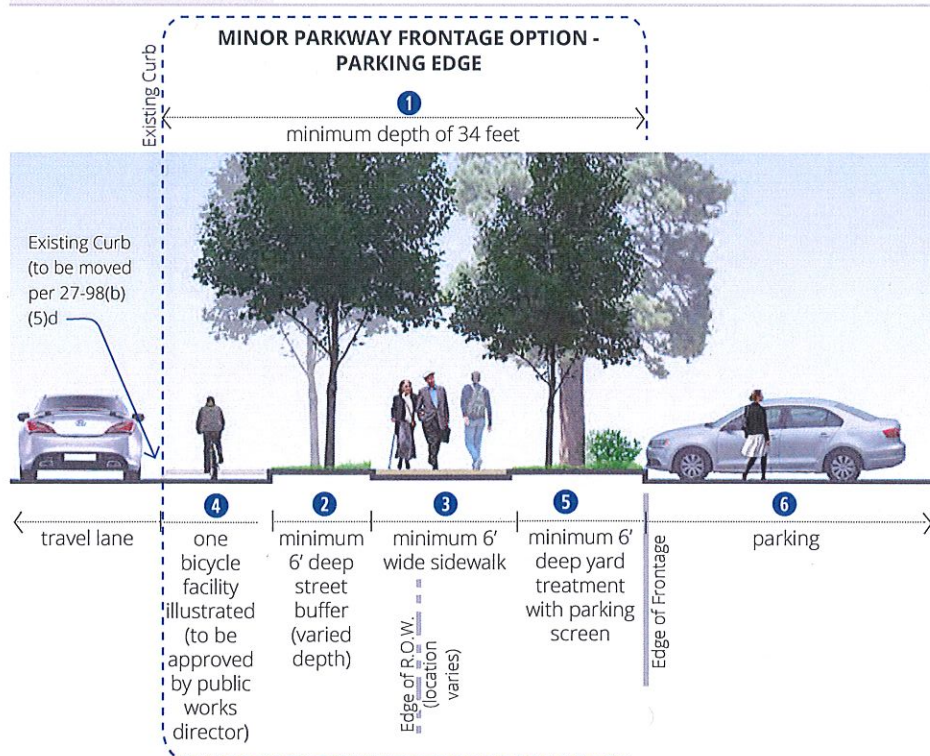 MINOR PARKWAY FRONTAGE OPTION -
PARKING EDGE
Existing Curb
1
minimum depth of 34 feet
Existing Curb
(to be moved
per 27-98(b)
(5)d
4
2
3
5
6
travel lane
one
bicycle
facility
illustrated
(to be
approved
by public
works
director)
minimum
6' deep
street
buffer
(varied
depth)
minimum 6'
wide sidewalk
Edge of R.O.W.
(location
varies)
minimum 6'
deep yard
treatment
with parking
screen
Edge of Frontage
parking